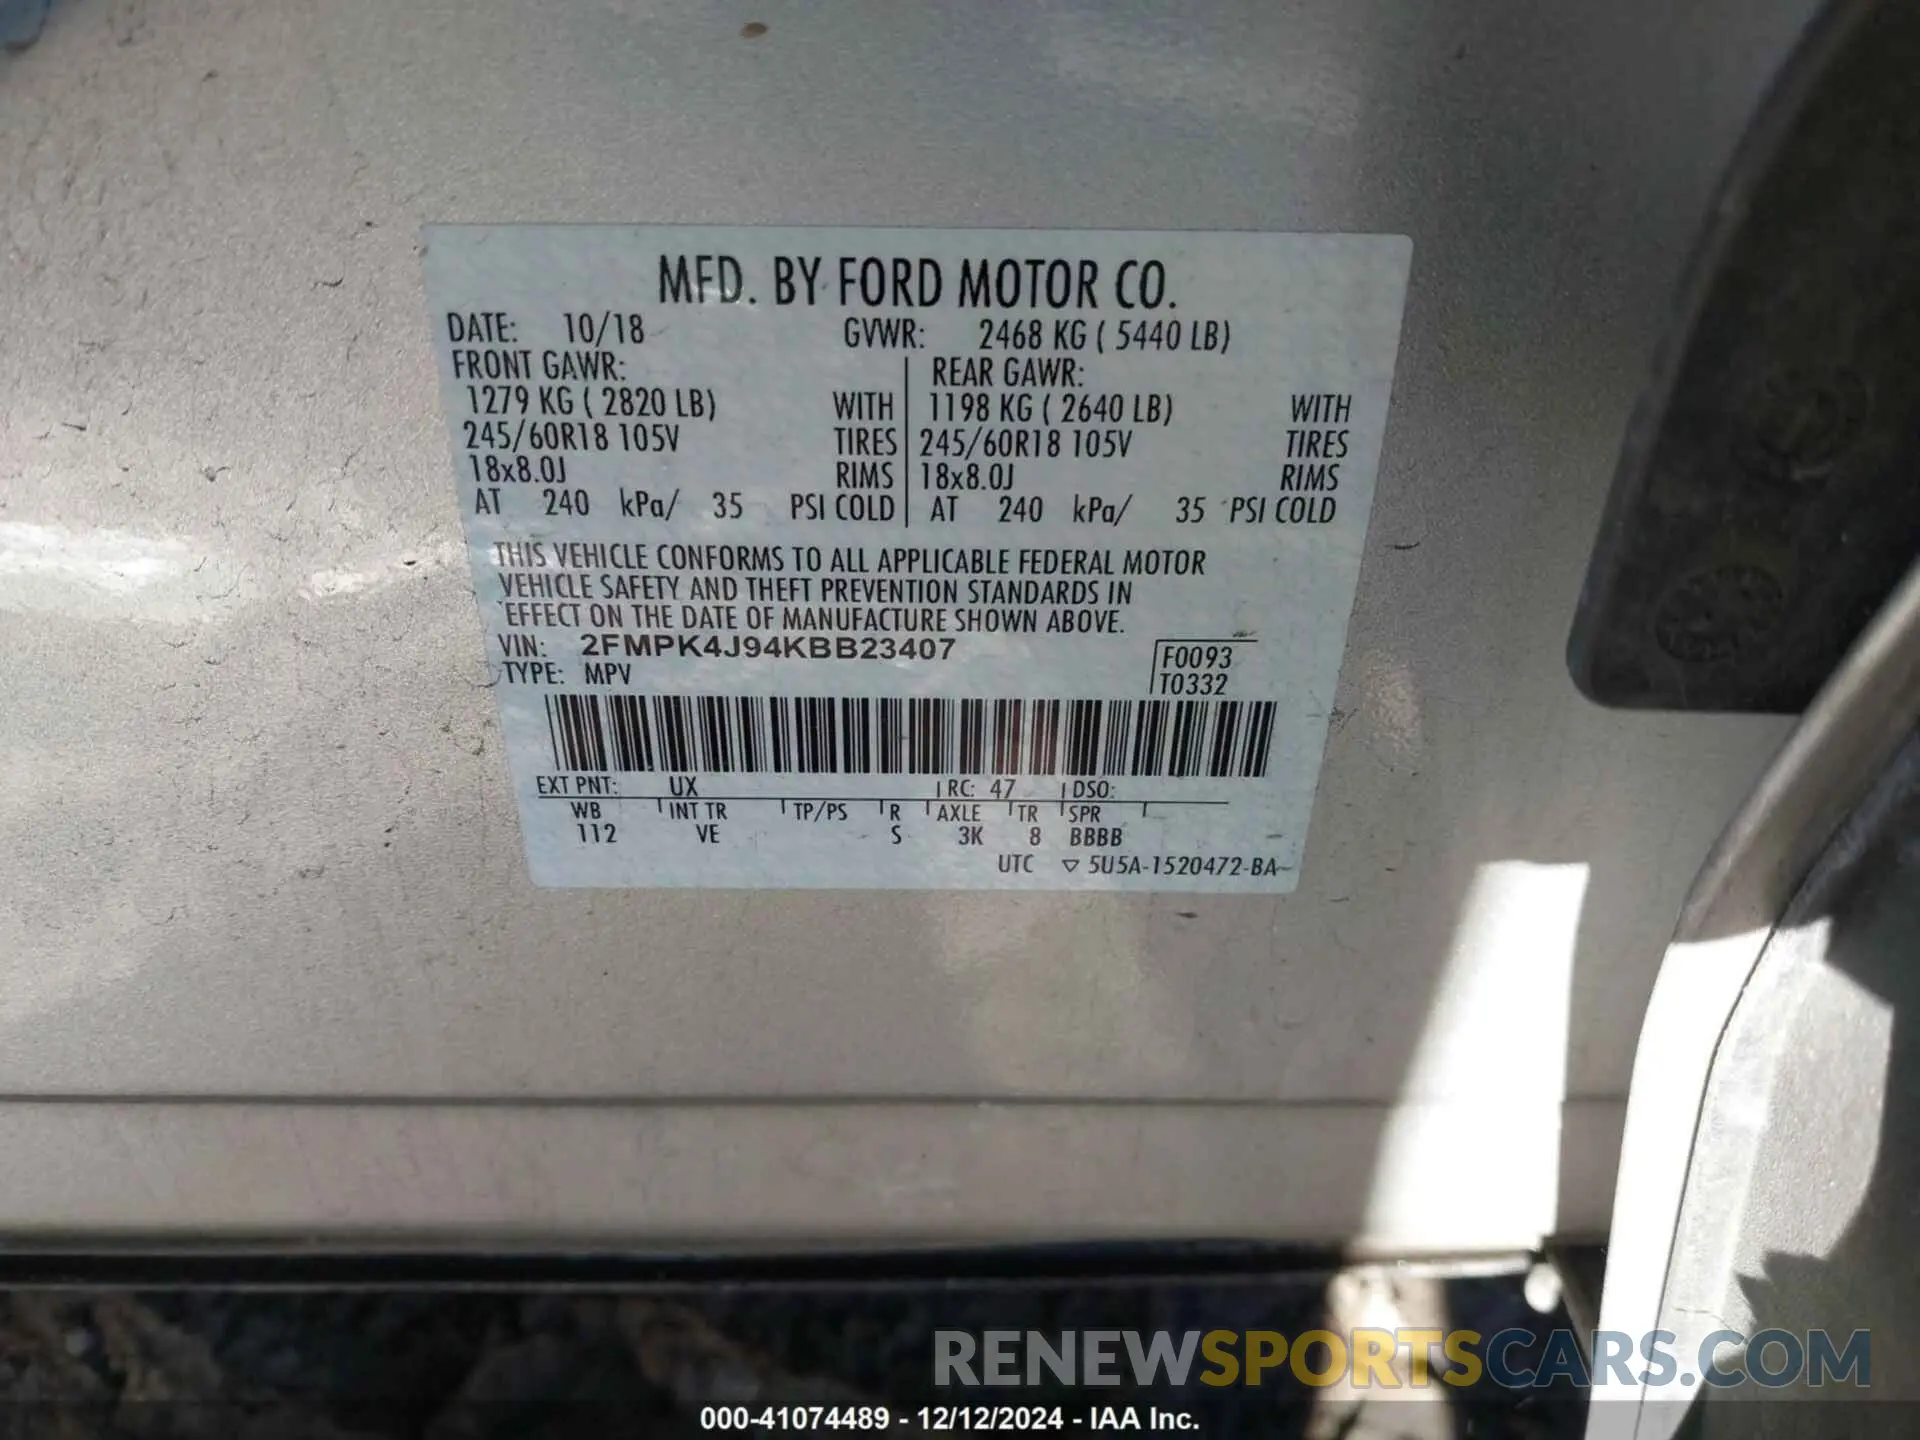 MFD. BY FORD MOTOR CO.
DATE: 10/18 GVWR: 2468 KG ( 5440 LB)
FRONT GAWR: REAR GAWR:
1279 KG ( 2820 LB) WITH 1198 KG ( 2640 LB) WITH
245/60R18 105V TIRES 245/60R18 105V TIRES
18x8.0J RIMS 18x8.0J RIMS
AT 240 kPa/ 35 PSI COLD AT 240 kPa/ 35 PSI COLD
THIS VEHICLE CONFORMS TO ALL APPLICABLE FEDERAL MOTOR
VEHICLE SAFETY AND THEFT PREVENTION STANDARDS IN
EFFECT ON THE DATE OF MANUFACTURE SHOWN ABOVE.
VIN: 2FMPK4J94KBB23407
F0093
TYPE: MPV
T0332
EXT PNT: UX RC: 47 DSO:
WB INT TR TP/PS R AXLE TR SPR
112 VE S 3K 8 BBBB
UTC ▽ 5U5A-1520472-BA
RENEWSPORTSCARS.COM
000-41074489 - 12/12/2024 - IAA Inc.